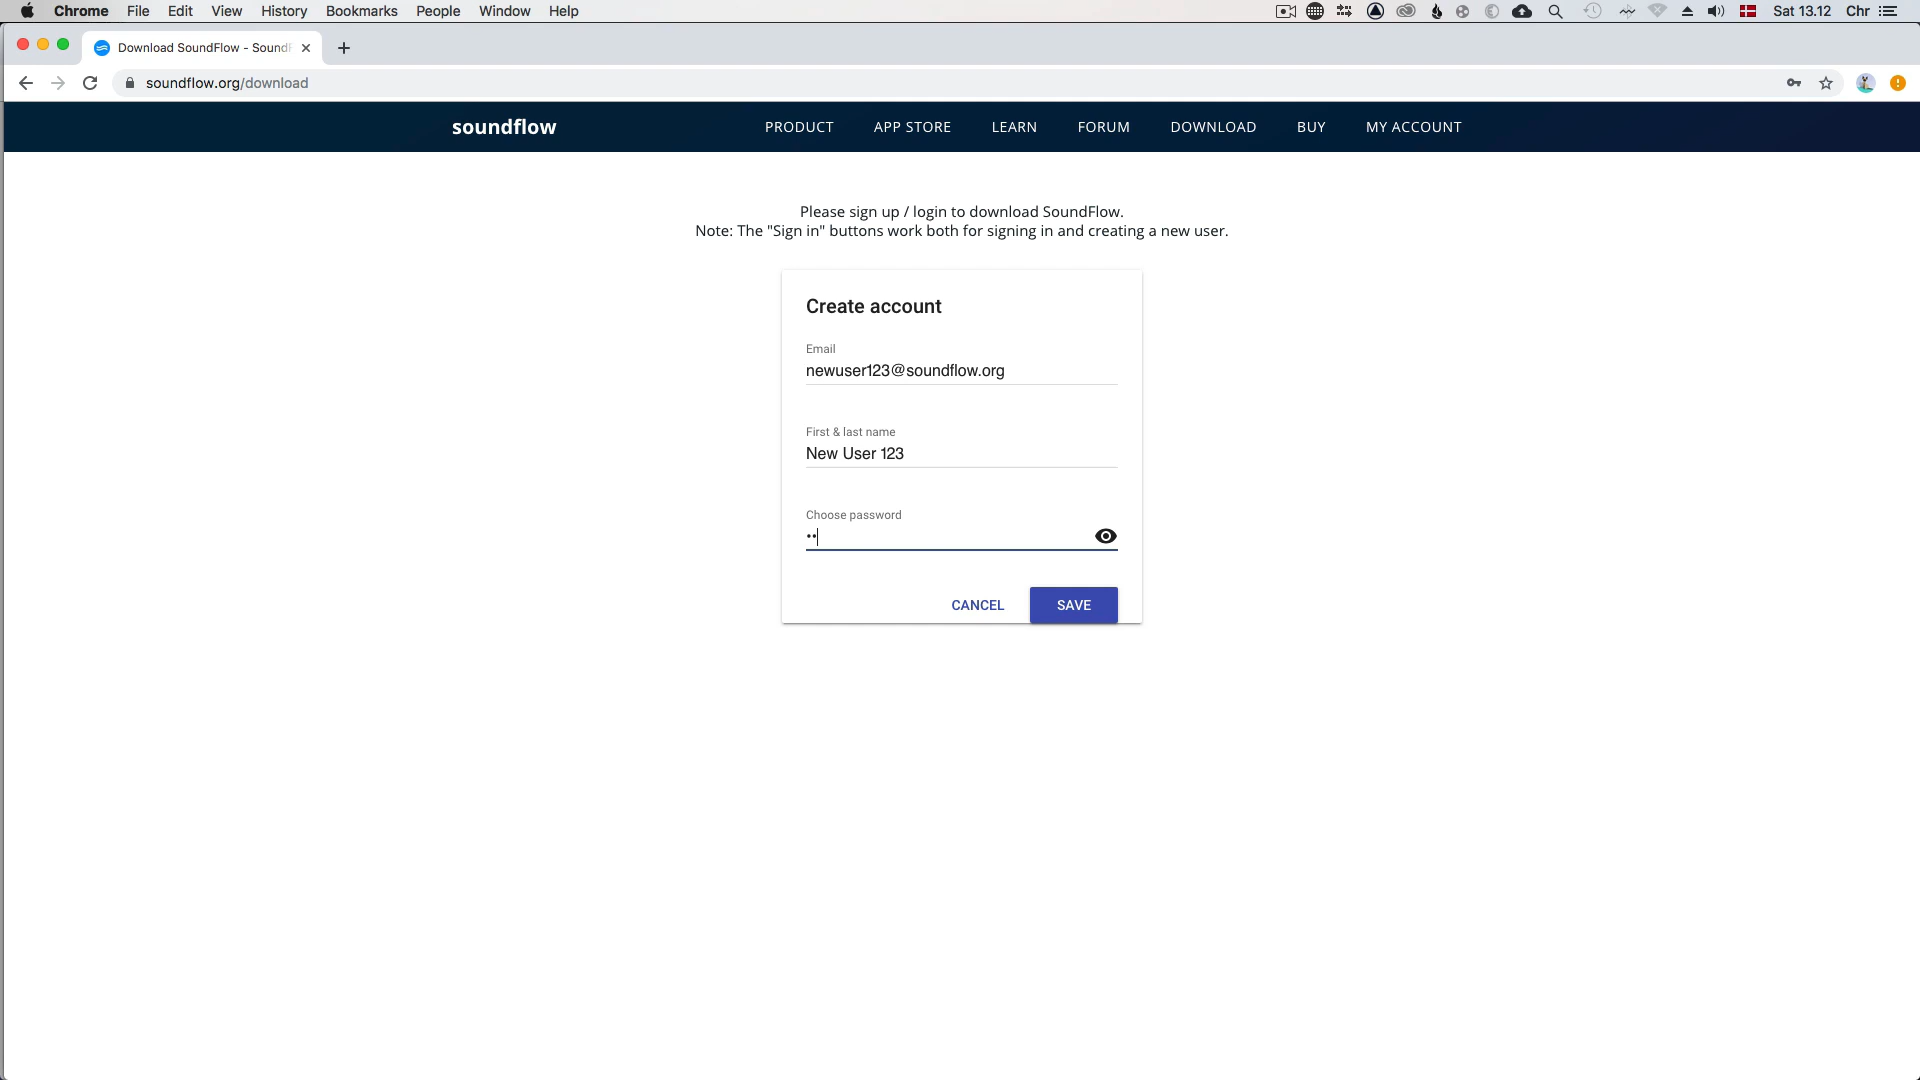 Chrome File Edit View History Bookmarks People Window Help Sat 13.12 Chr
Download SoundFlow - SoundF
soundflow.org/download
soundflow PRODUCT APP STORE LEARN FORUM DOWNLOAD BUY MY ACCOUNT
Please sign up / login to download SoundFlow.
Note: The "Sign in" buttons work both for signing in and creating a new user.
Create account
Email
newuser123@soundflow.org
First & last name
New User 123
Choose password
••
CANCEL SAVE